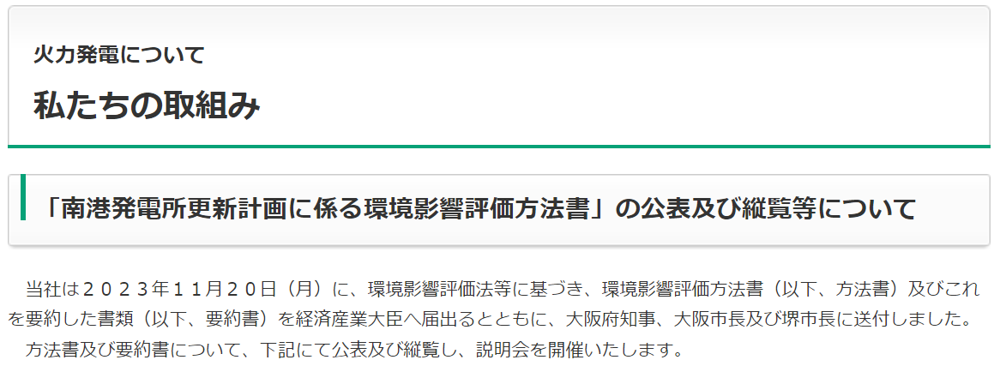 火力発電について
私たちの取組み
「南港発電所更新計画に係る環境影響評価方法書」の公表及び縦覧等について
　当社は２０２３年１１月２０日（月）に、環境影響評価法等に基づき、環境影響評価方法書（以下、方法書）及びこれ
を要約した書類（以下、要約書）を経済産業大臣へ届出るとともに、大阪府知事、大阪市長及び堺市長に送付しました。
　方法書及び要約書について、下記にて公表及び縦覧し、説明会を開催いたします。